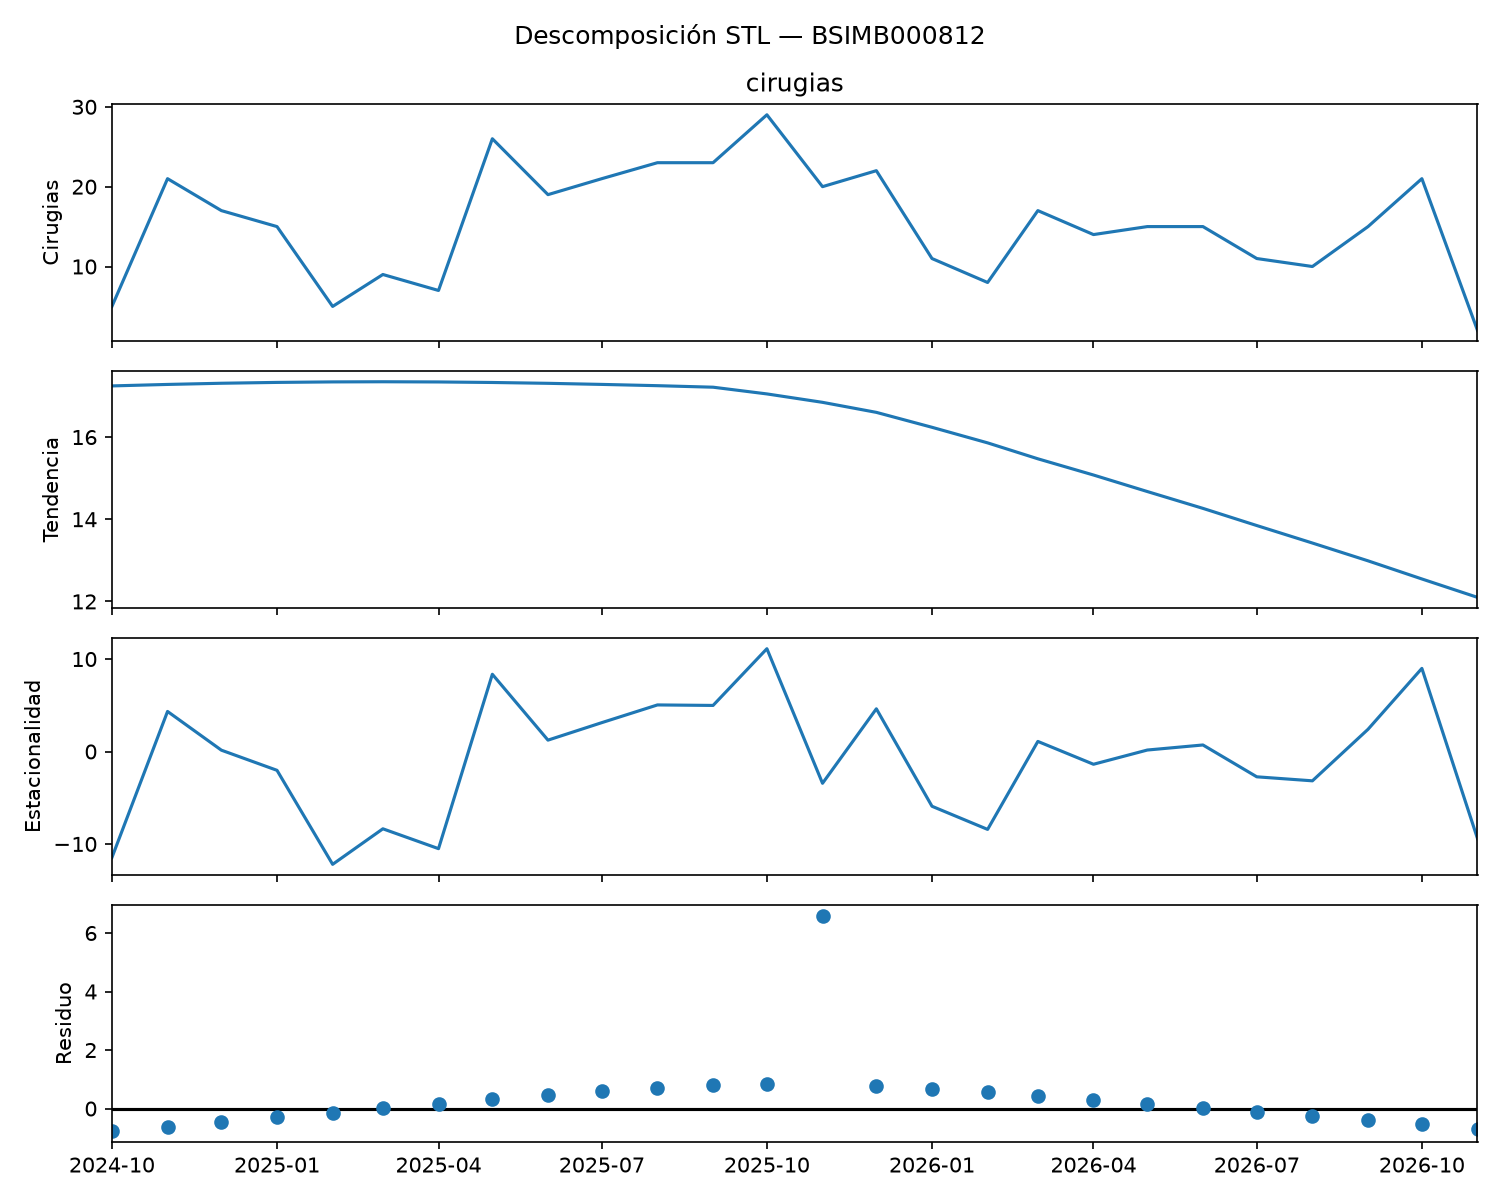 Descomposición STL — BSIMB000812
cirugias
30
20
10
Cirugias
16
14
12
Tendencia
10
0
−10
Estacionalidad
6
4
2
0
Residuo
2024-10 2025-01 2025-04 2025-07 2025-10 2026-01 2026-04 2026-07 2026-10